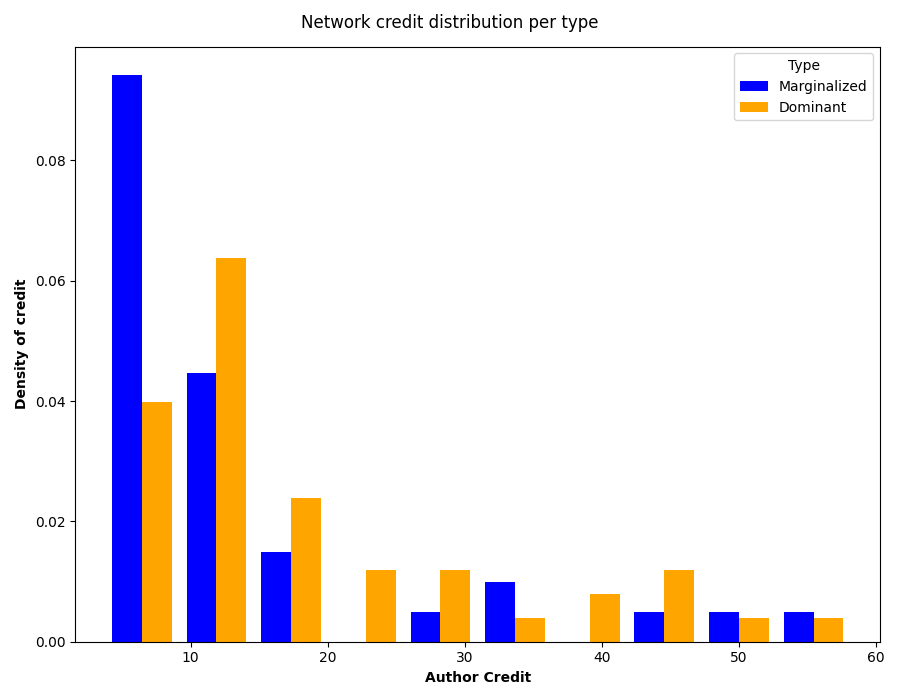 Network credit distribution per type
Type
Marginalized
Dominant
Density of credit
0.08
0.06
0.04
0.02
0.00
10 20 30 40 50 60
Author Credit